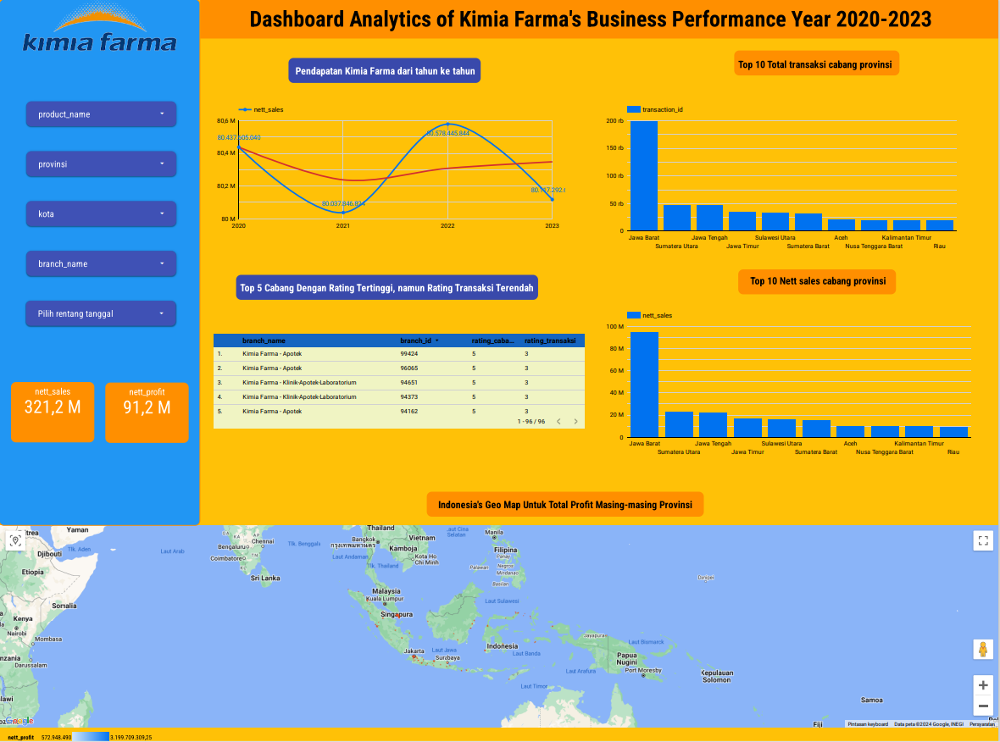 kimia farma
Dashboard Analytics of Kimia Farma's Business Performance Year 2020-2023
product_name
provinsi
kota
branch_name
Pilih rentang tanggal
nett_sales
321,2 M
nett_profit
91,2 M
Pendapatan Kimia Farma dari tahun ke tahun
nett_sales
80,6 M
80,4 M
80,2 M
80 M
80.437.505.040
80.037.846.824
80.578.445.844
2020
2021
2022
2023
Top 10 Total transaksi cabang provinsi
transaction_id
200 rb
150 rb
100 rb
50 rb
0
Jawa Barat
Sumatera Utara
Jawa Tengah
Jawa Timur
Sulawesi Utara
Sumatera Barat
Aceh
Nusa Tenggara Barat
Kalimantan Timur
Riau
Top 5 Cabang Dengan Rating Tertinggi, namun Rating Transaksi Terendah
branch_name branch_id rating_caba... rating_transaksi
1. Kimia Farma - Apotek 99424 5 3
2. Kimia Farma - Apotek 96065 5 3
3. Kimia Farma - Klinik-Apotek-Laboratorium 94651 5 3
4. Kimia Farma - Klinik-Apotek-Laboratorium 94373 5 3
5. Kimia Farma - Apotek 94162 5 3
1 - 96 / 96
Top 10 Nett sales cabang provinsi
nett_sales
100 M
80 M
60 M
40 M
20 M
0
Jawa Barat
Sumatera Utara
Jawa Tengah
Jawa Timur
Sulawesi Utara
Sumatera Barat
Aceh
Nusa Tenggara Barat
Kalimantan Timur
Riau
Indonesia's Geo Map Untuk Total Profit Masing-masing Provinsi
Yaman
Tlk. Aden
Djibouti
Etiopia
Somalia
Kenya
Nairobi
Mombasa
Darussalam
Laut Arab
KA
AP
TN
Bengaluru
Chennai
Coimbatore
Sri Lanka
Tlk. Benggala
Laut Andaman
Thailand
Bangkok
กรุงเทพมหานคร
Tlk. Thailand
Vietnam
Kamboja
Kota Ho
Chi Minh
Selatan
Manila
Filipina
Panay
Negros
Palawan
Mindanao
Basilan
Malaysia
Kuala Lumpur
Singapura
Laut Sulawesi
Jakarta
Laut Jawa
Surabaya
Indonesia
Laut Banda
Laut Arafura
Laut Timor
Jayapura
Papua
Nugini
Port Moresby
Laut Bismarck
Kepulauan
Solomon
Samoa
Fiji
Google
Pintasan keyboard
Data peta ©2024 Google, INEGI
Persyaratan
nett_profit 572.948.490 3.199.709.309,25